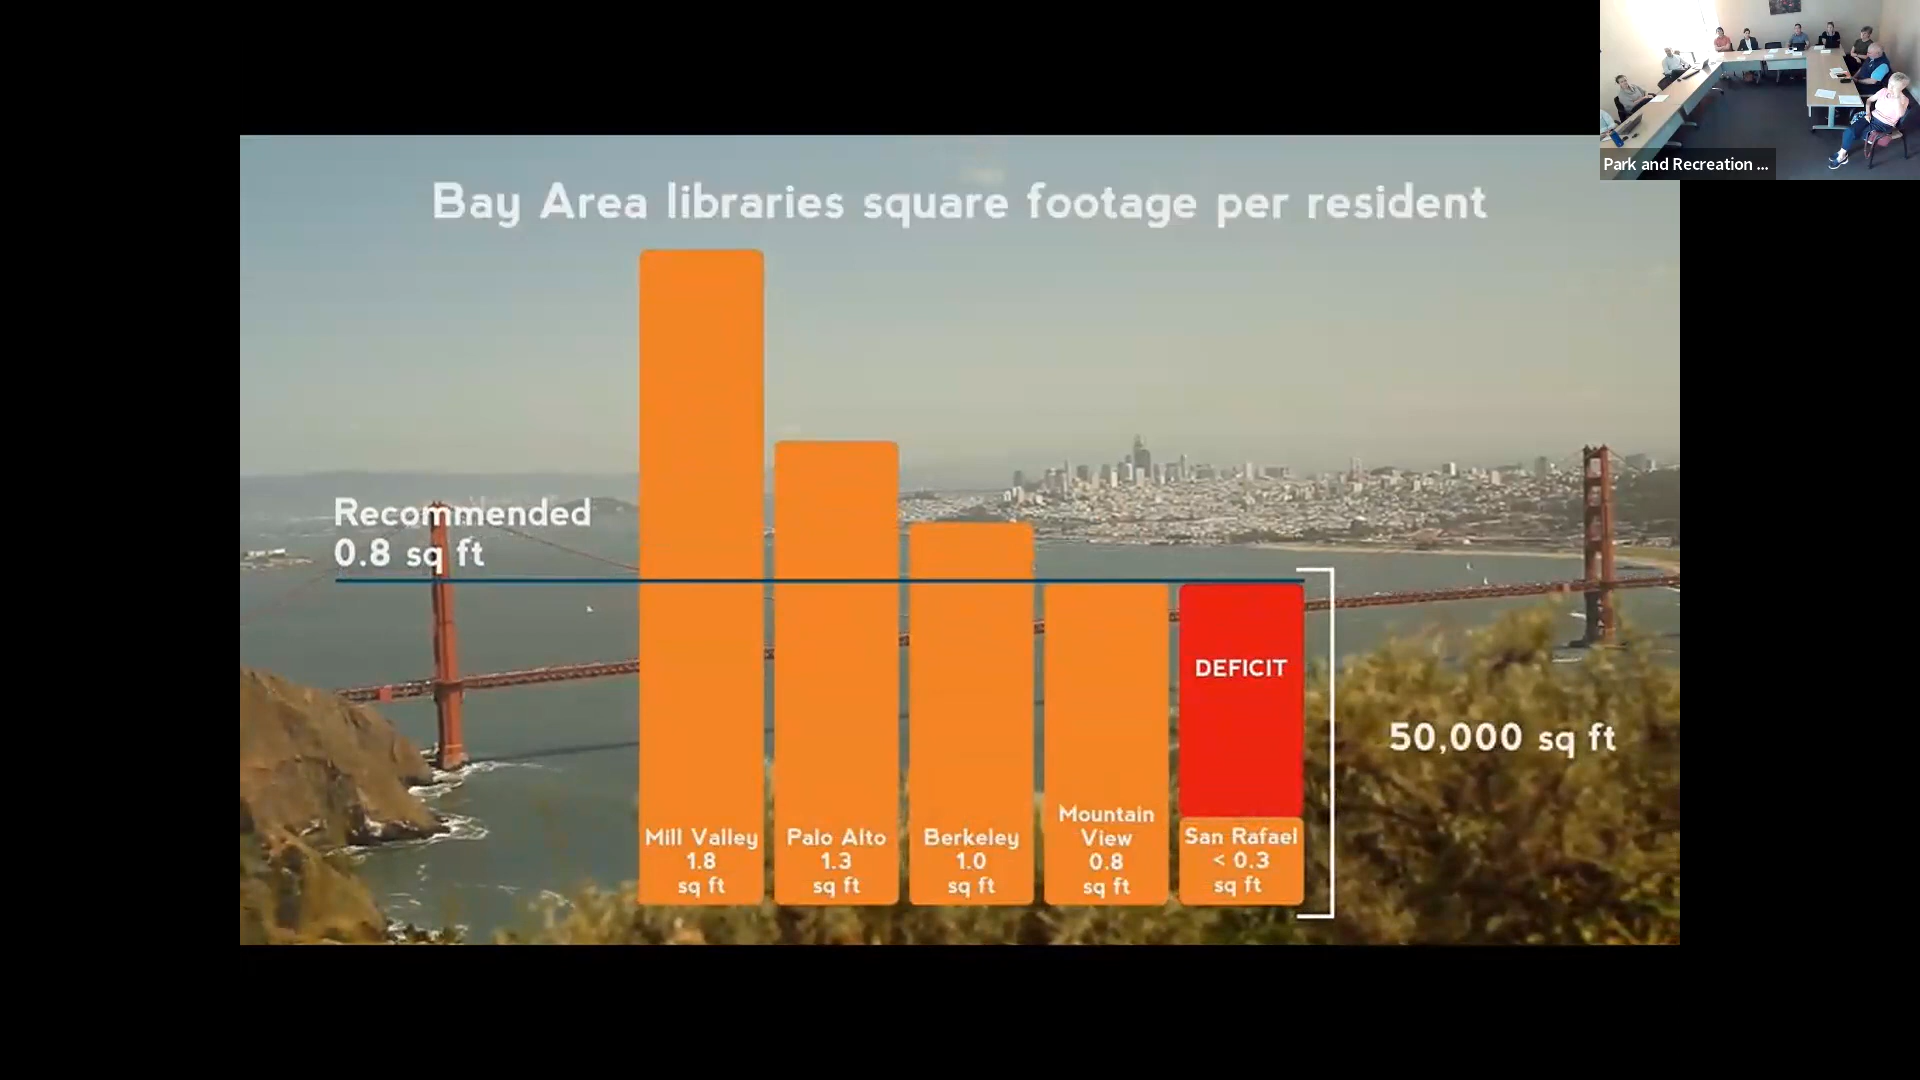 Park and Recreation ...
Bay Area libraries square footage per resident
Recommended
0.8 sq ft
Mill Valley
1.8
sq ft
Palo Alto
1.3
sq ft
Berkeley
1.0
sq ft
Mountain
View
0.8
sq ft
DEFICIT
San Rafael
< 0.3
sq ft
50,000 sq ft